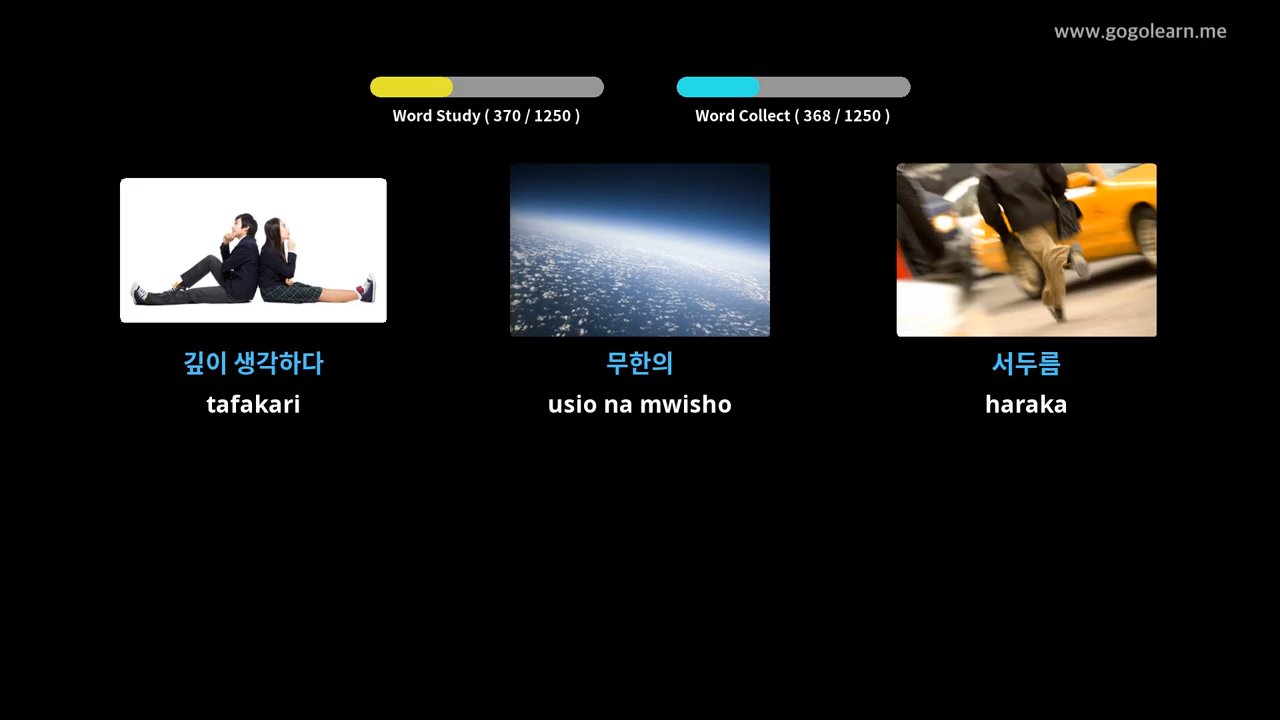 www.gogolearn.me
Word Study ( 370 / 1250 )
Word Collect ( 368 / 1250 )
깊이 생각하다
무한의
서두름
tafakari
usio na mwisho
haraka